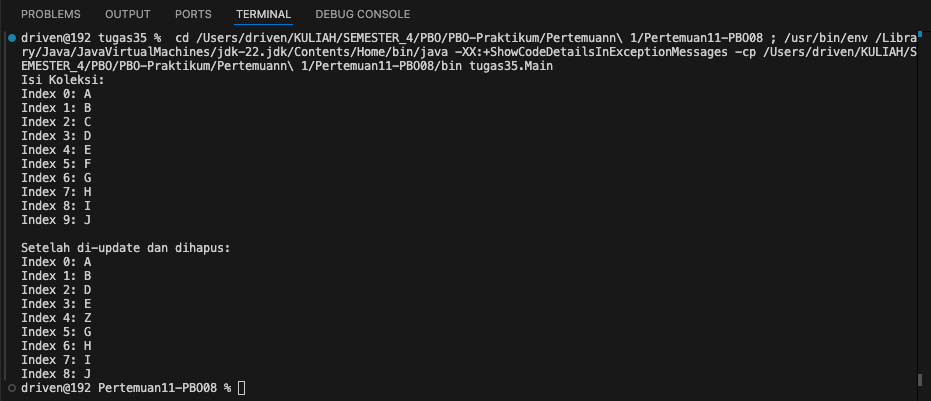 PROBLEMS OUTPUT PORTS TERMINAL DEBUG CONSOLE
driven@192 tugas35 % cd /Users/driven/KULIAH/SEMESTER_4/PBO/PBO-Praktikum/Pertemuann\ 1/Pertemuan11-PBO08 ; /usr/bin/env /Libra
ry/Java/JavaVirtualMachines/jdk-22.jdk/Contents/Home/bin/java -XX:+ShowCodeDetailsInExceptionMessages -cp /Users/driven/KULIAH/S
EMESTER_4/PBO/PBO-Praktikum/Pertemuann\ 1/Pertemuan11-PBO08/bin tugas35.Main
Isi Koleksi:
Index 0: A
Index 1: B
Index 2: C
Index 3: D
Index 4: E
Index 5: F
Index 6: G
Index 7: H
Index 8: I
Index 9: J
Setelah di-update dan dihapus:
Index 0: A
Index 1: B
Index 2: D
Index 3: E
Index 4: Z
Index 5: G
Index 6: H
Index 7: I
Index 8: J
driven@192 Pertemuan11-PBO08 %